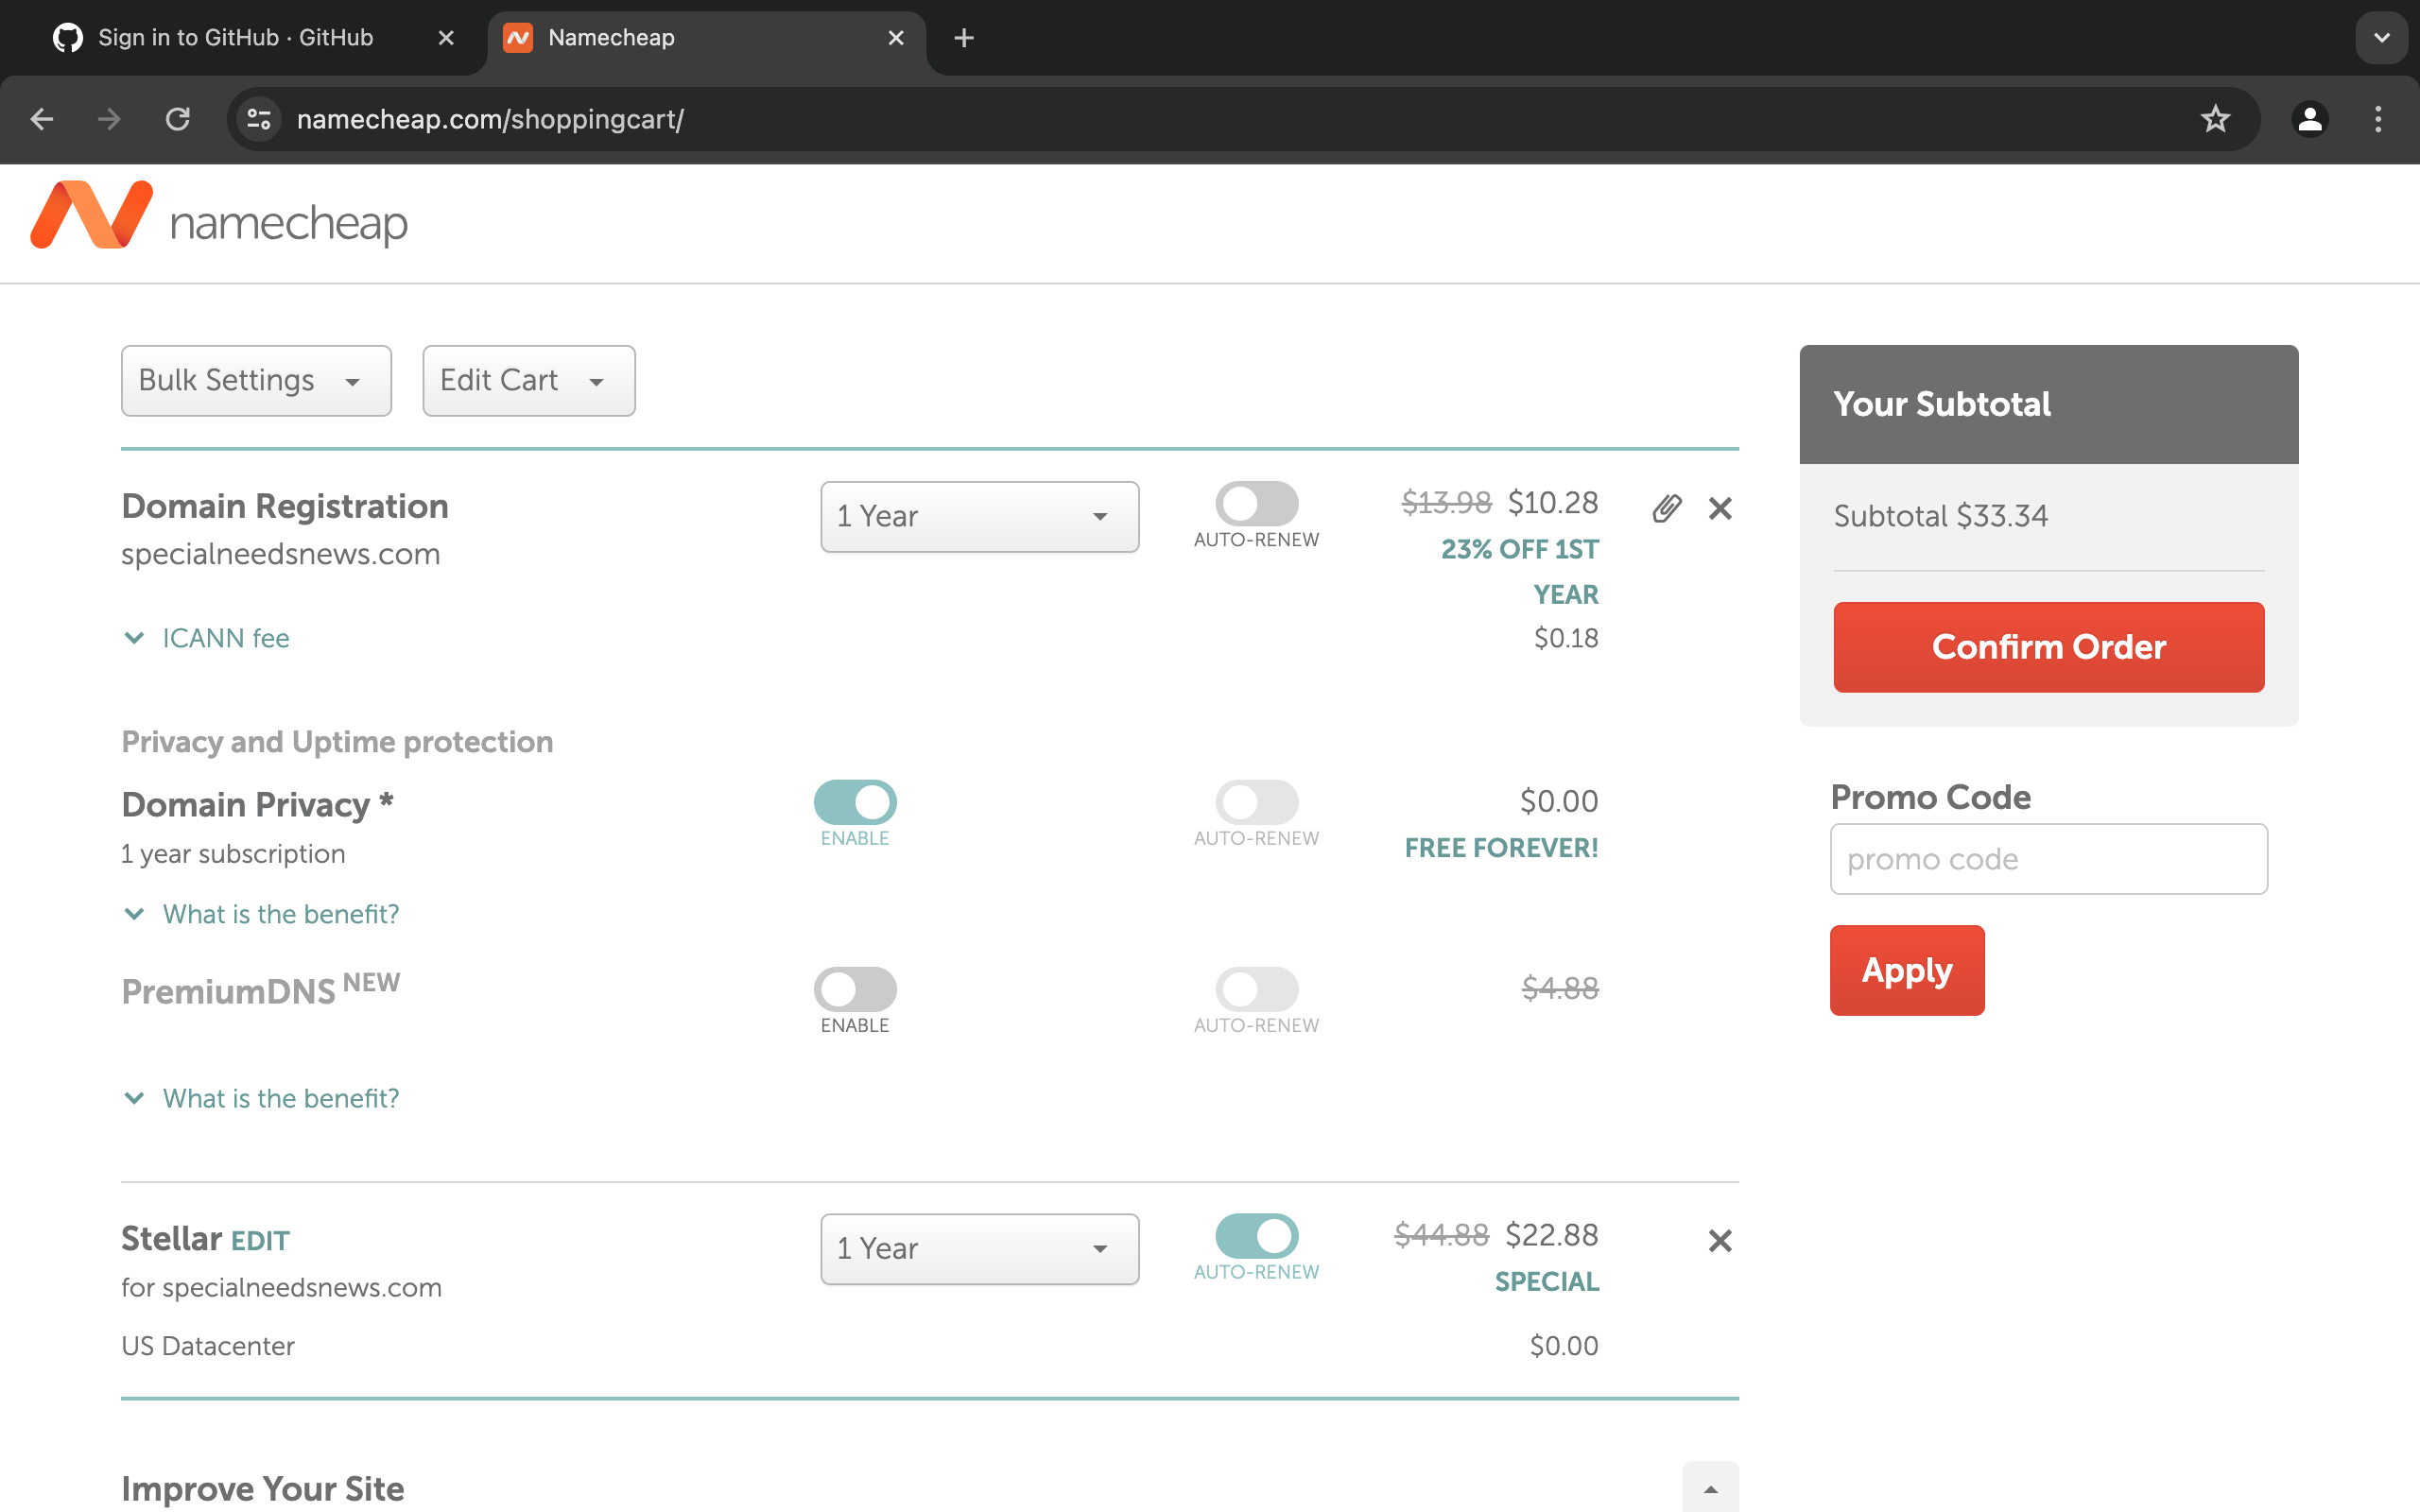 Sign in to GitHub · GitHub
Namecheap
namecheap.com/shoppingcart/
namecheap
Bulk Settings
Edit Cart
Domain Registration
specialneedsnews.com
1 Year
AUTO-RENEW
$13.98 $10.28
23% OFF 1ST
YEAR
ICANN fee
$0.18
Privacy and Uptime protection
Domain Privacy *
1 year subscription
ENABLE
AUTO-RENEW
$0.00
FREE FOREVER!
What is the benefit?
PremiumDNS NEW
ENABLE
AUTO-RENEW
$4.88
What is the benefit?
Stellar EDIT
for specialneedsnews.com
1 Year
AUTO-RENEW
$44.88 $22.88
SPECIAL
US Datacenter
$0.00
Improve Your Site
Your Subtotal
Subtotal $33.34
Confirm Order
Promo Code
promo code
Apply